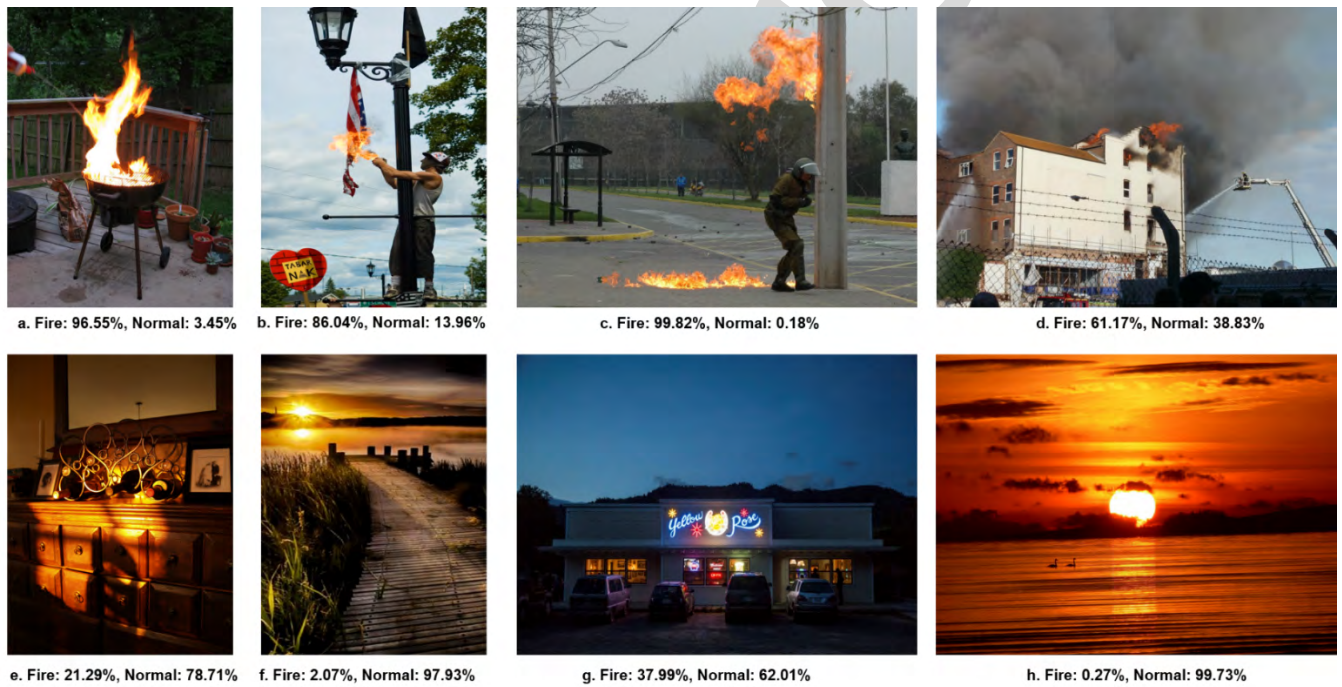 TABAK
NAK
a. Fire: 96.55%, Normal: 3.45%
b. Fire: 86.04%, Normal: 13.96%
c. Fire: 99.82%, Normal: 0.18%
d. Fire: 61.17%, Normal: 38.83%
Yellow Rose
e. Fire: 21.29%, Normal: 78.71%
f. Fire: 2.07%, Normal: 97.93%
g. Fire: 37.99%, Normal: 62.01%
h. Fire: 0.27%, Normal: 99.73%